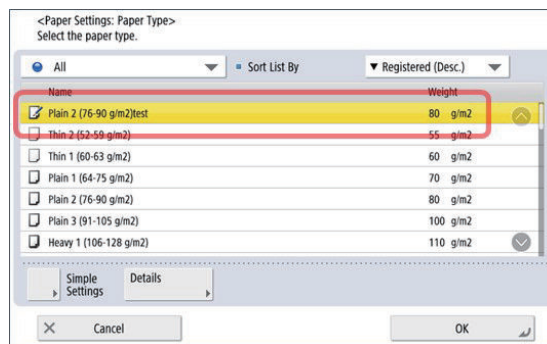 <Paper Settings: Paper Type>
Select the paper type.
All
Sort List By
▼ Registered (Desc.)
Name Weight
Plain 2 (76-90 g/m2)test 80 g/m2
Thin 2 (52-59 g/m2) 55 g/m2
Thin 1 (60-63 g/m2) 60 g/m2
Plain 1 (64-75 g/m2) 70 g/m2
Plain 2 (76-90 g/m2) 80 g/m2
Plain 3 (91-105 g/m2) 100 g/m2
Heavy 1 (106-128 g/m2) 110 g/m2
Simple
Settings
Details
Cancel
OK